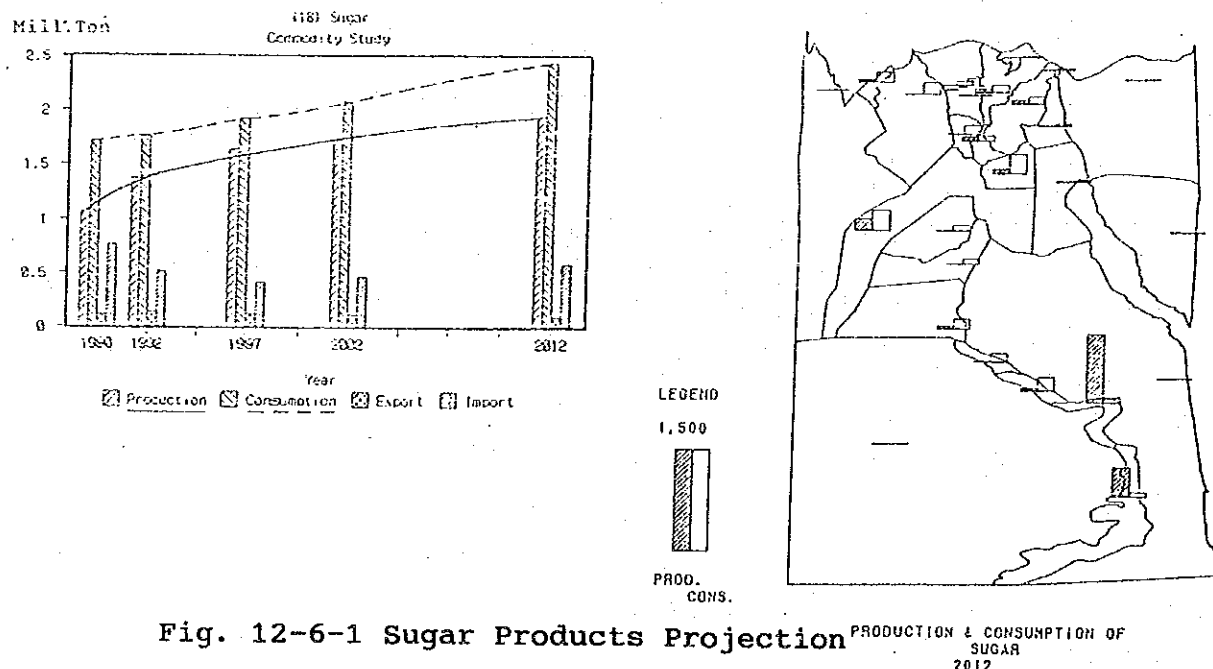 Mill.Ton
(18) Sugar
Commodity Study
2.5
2
1.5
1
0.5
0
1990 1992 1997 2002 2012
Year
Production Consumption Export Import
LEGEND
1,500
PROD.
CONS.
Fig. 12-6-1 Sugar Products Projection
PRODUCTION & CONSUMPTION OF
SUGAR
2012